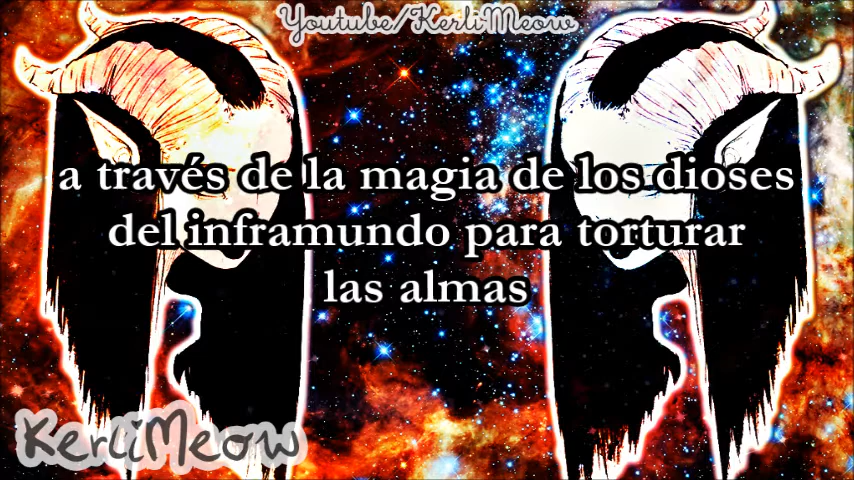 Youtube/KerliMeow
a través de la magia de los dioses
del inframundo para torturar
las almas
KerliMeow